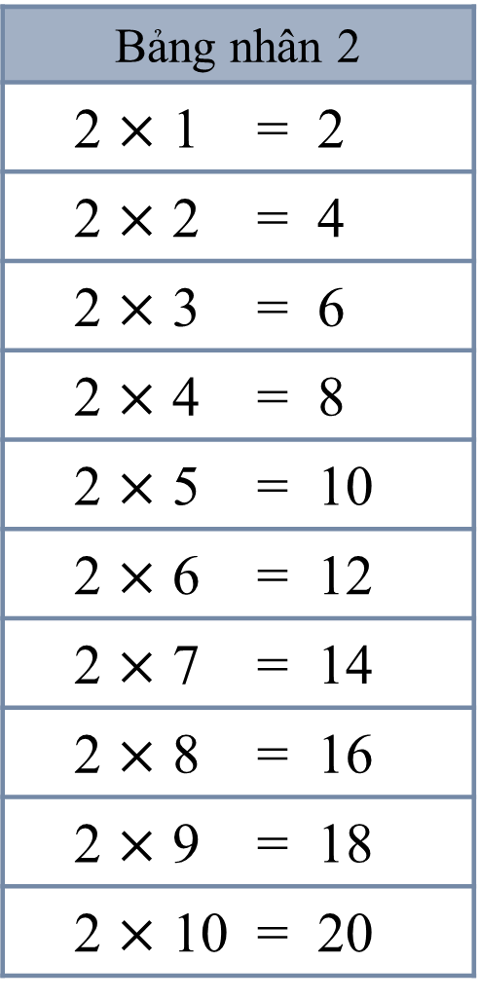 Bảng nhân 2
2 × 1 = 2
2 × 2 = 4
2 × 3 = 6
2 × 4 = 8
2 × 5 = 10
2 × 6 = 12
2 × 7 = 14
2 × 8 = 16
2 × 9 = 18
2 × 10 = 20